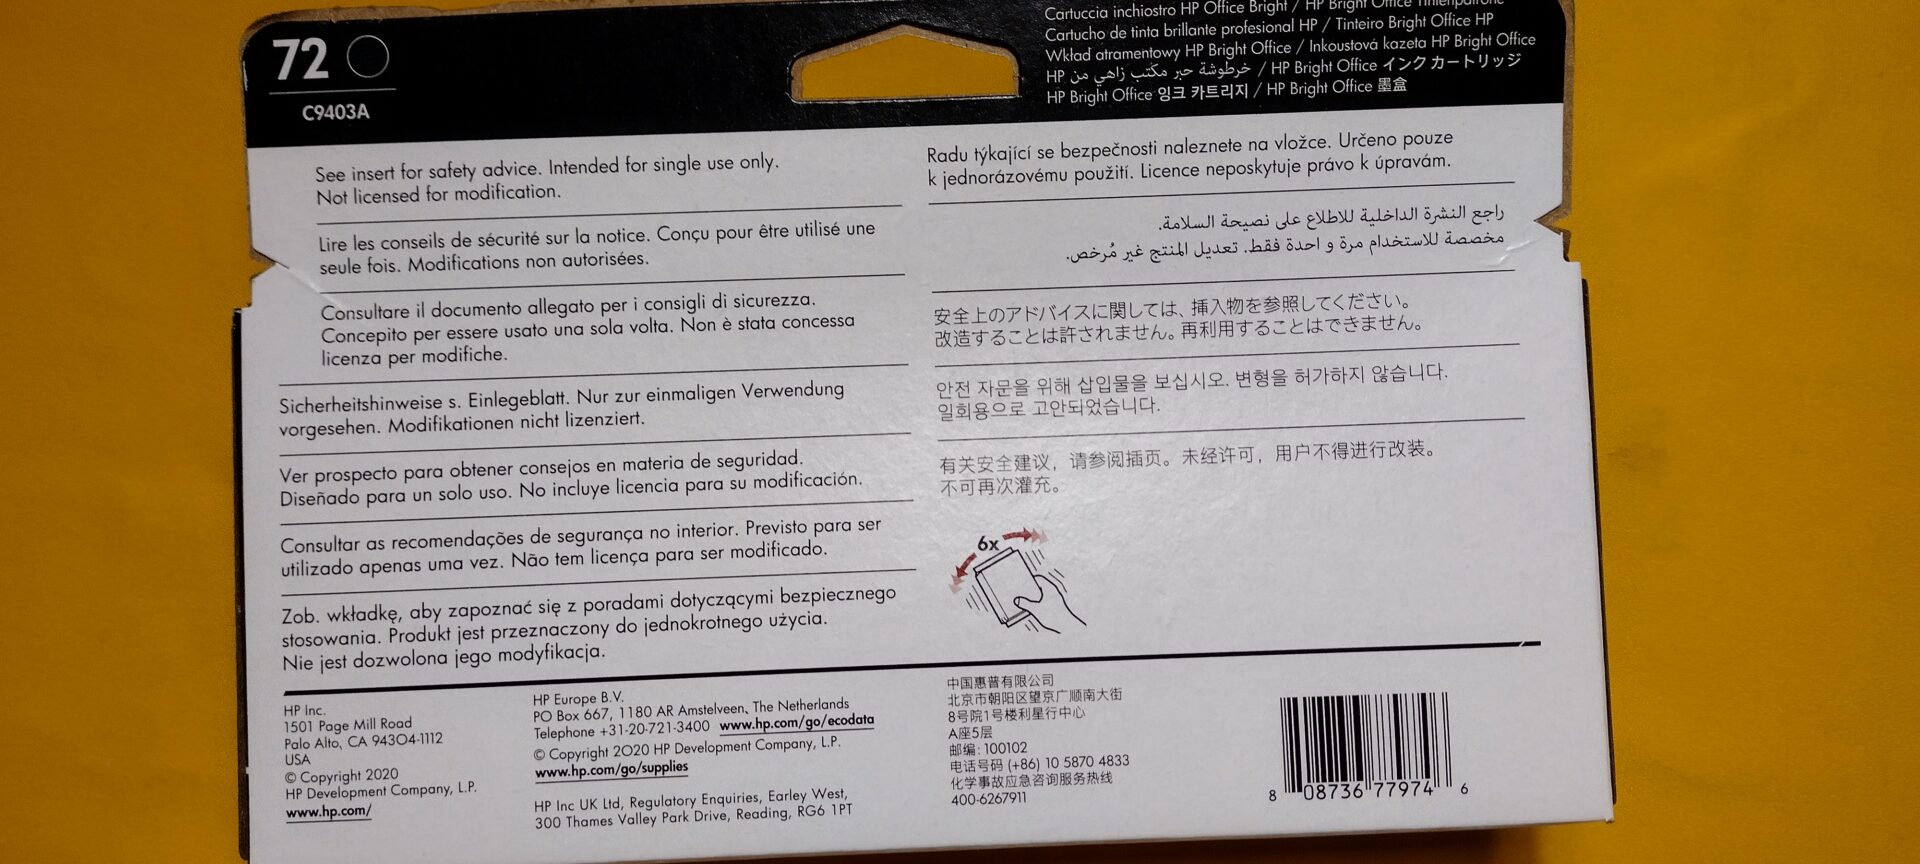 72
C9403A
Cartuccia inchiostro HP Office Bright / HP Bright Office Tintenpatrone
Cartucho de tinta brillante profesional HP / Tinteiro Bright Office HP
Wkład atramentowy HP Bright Office / Inkoustová kazeta HP Bright Office
خرطوشة حبر مكتب زاهي من HP / HP Bright Office インク カートリッジ
HP Bright Office 잉크 카트리지 / HP Bright Office 墨盒
See insert for safety advice. Intended for single use only.
Not licensed for modification.
Lire les conseils de sécurité sur la notice. Conçu pour être utilisé une
seule fois. Modifications non autorisées.
Consultare il documento allegato per i consigli di sicurezza.
Concepito per essere usato una sola volta. Non è stata concessa
licenza per modifiche.
Sicherheitshinweise s. Einlegeblatt. Nur zur einmaligen Verwendung
vorgesehen. Modifikationen nicht lizenziert.
Ver prospecto para obtener consejos en materia de seguridad.
Diseñado para un solo uso. No incluye licencia para su modificación.
Consultar as recomendações de segurança no interior. Previsto para ser
utilizado apenas uma vez. Não tem licença para ser modificado.
Zob. wkładkę, aby zapoznać się z poradami dotyczącymi bezpiecznego
stosowania. Produkt jest przeznaczony do jednokrotnego użycia.
Nie jest dozwolona jego modyfikacja.
Radu týkající se bezpečnosti naleznete na vložce. Určeno pouze
k jednorázovému použití. Licence neposkytuje právo k úpravám.
راجع النشرة الداخلية للاطلاع على نصيحة السلامة.
مخصصة للاستخدام مرة و احدة فقط. تعديل المنتج غير مُرخص.
安全上のアドバイスに関しては、挿入物を参照してください。
改造することは許されません。再利用することはできません。
안전 자문을 위해 삽입물을 보십시오. 변형을 허가하지 않습니다.
일회용으로 고안되었습니다.
有关安全建议，请参阅插页。未经许可，用户不得进行改装。
不可再次灌充。
6x
HP Inc.
1501 Page Mill Road
Palo Alto, CA 94304-1112
USA
© Copyright 2020
HP Development Company, L.P.
www.hp.com/
HP Europe B.V.
PO Box 667, 1180 AR Amstelveen, The Netherlands
Telephone +31-20-721-3400 www.hp.com/go/ecodata
© Copyright 2020 HP Development Company, L.P.
www.hp.com/go/supplies
HP Inc UK Ltd, Regulatory Enquiries, Earley West,
300 Thames Valley Park Drive, Reading, RG6 1PT
中国惠普有限公司
北京市朝阳区望京广顺南大街
8号院1号楼利星行中心
A座5层
邮编: 100102
电话号码 (+86) 10 5870 4833
化学事故应急咨询服务热线
400-6267911
8 08736 77974 6